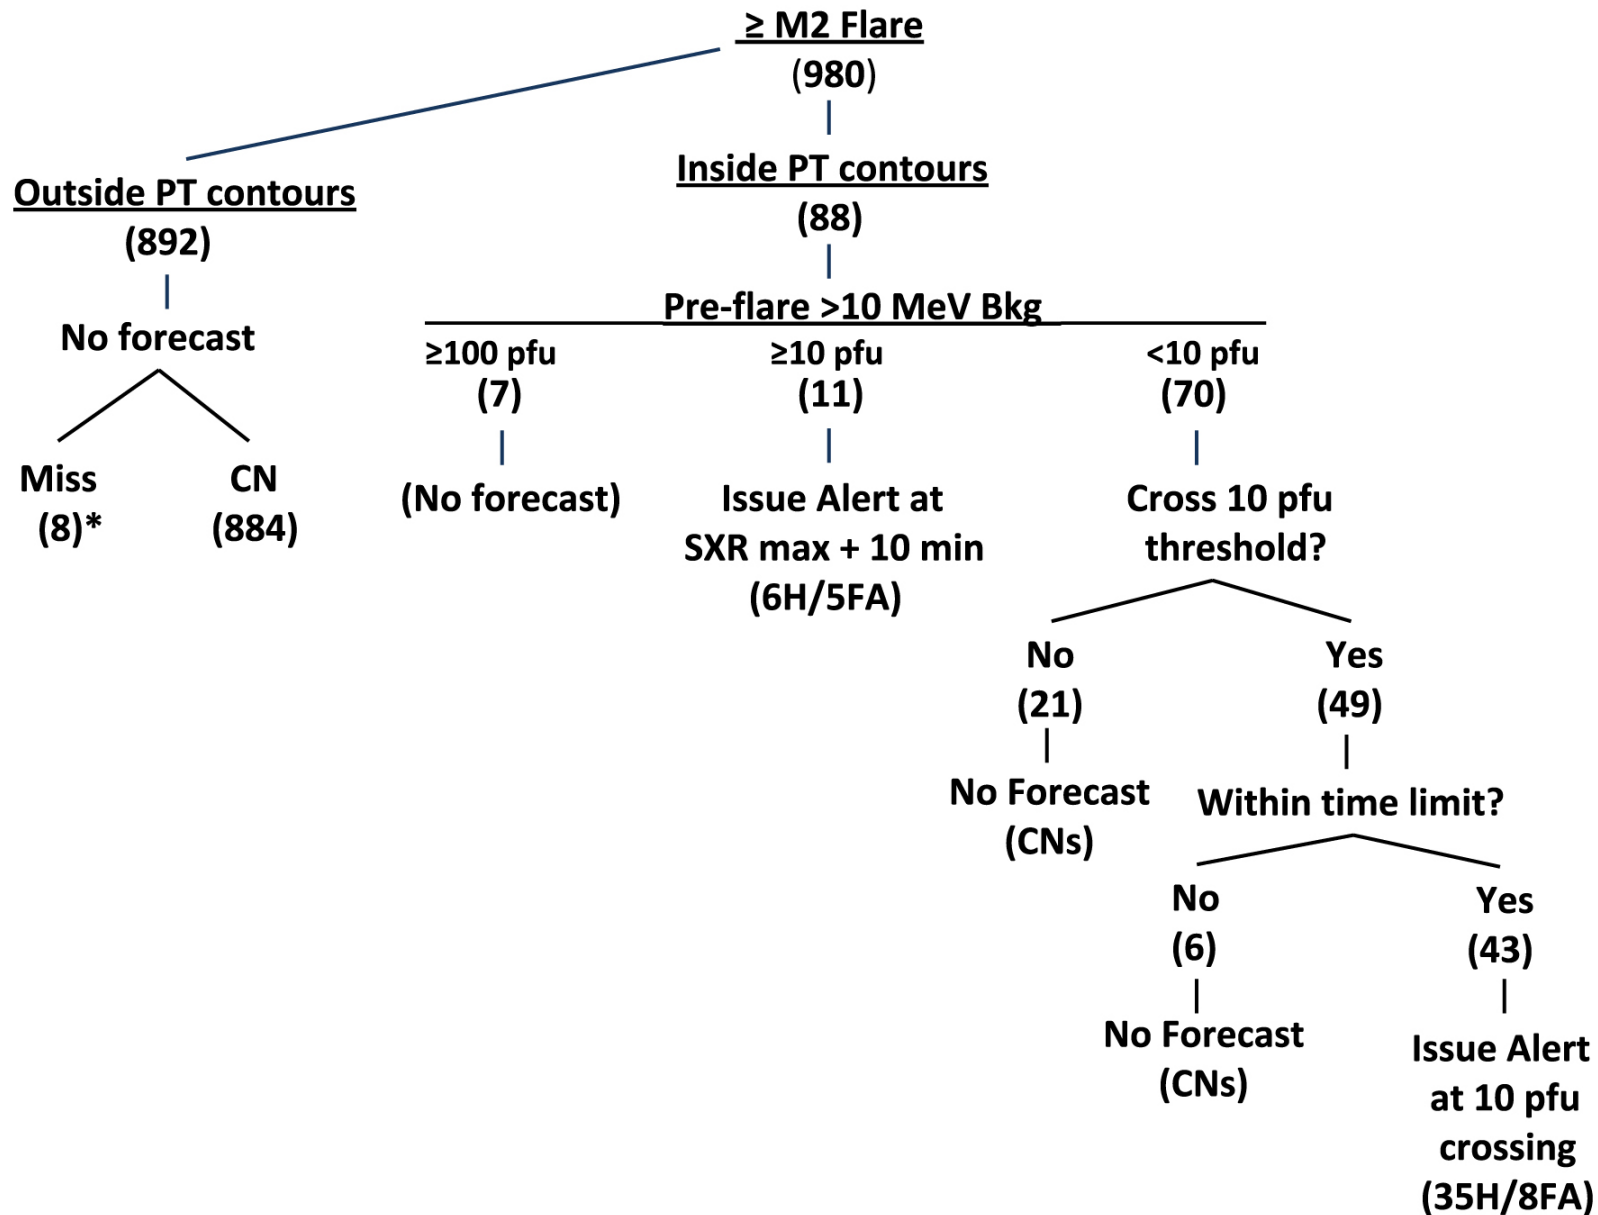 ≥ M2 Flare
(980)
Outside PT contours
(892)
No forecast
Miss
(8)*
CN
(884)
Inside PT contours
(88)
Pre-flare >10 MeV Bkg
≥100 pfu
(7)
(No forecast)
≥10 pfu
(11)
Issue Alert at
SXR max + 10 min
(6H/5FA)
<10 pfu
(70)
Cross 10 pfu
threshold?
No
(21)
No Forecast
(CNs)
Yes
(49)
Within time limit?
No
(6)
No Forecast
(CNs)
Yes
(43)
Issue Alert
at 10 pfu
crossing
(35H/8FA)